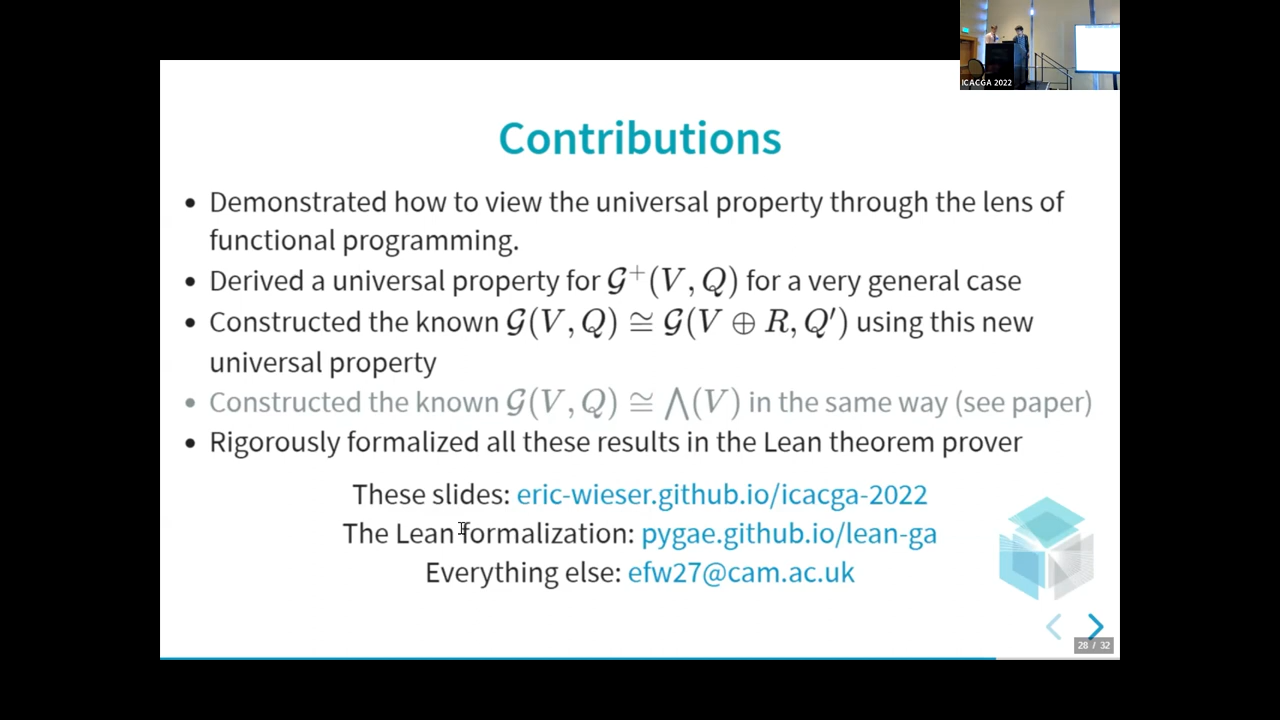 ICACGA 2022
Contributions
• Demonstrated how to view the universal property through the lens of
functional programming.
• Derived a universal property for 𝒢⁺(V, Q) for a very general case
• Constructed the known 𝒢(V, Q) ≅ 𝒢(V ⊕ R, Q′) using this new
universal property
• Constructed the known 𝒢(V, Q) ≅ ⋀(V) in the same way (see paper)
• Rigorously formalized all these results in the Lean theorem prover
These slides: eric-wieser.github.io/icacga-2022
The Lean formalization: pygae.github.io/lean-ga
Everything else: efw27@cam.ac.uk
28 / 32